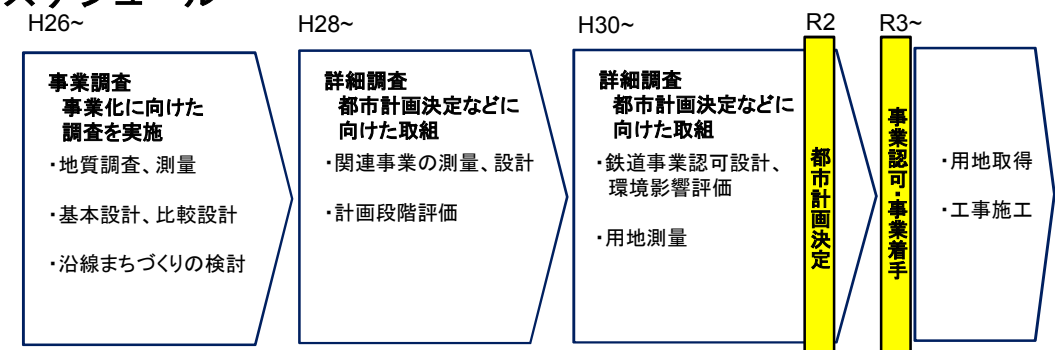 スケジュール
H26~
事業調査
事業化に向けた
調査を実施
・地質調査、測量
・基本設計、比較設計
・沿線まちづくりの検討
H28~
詳細調査
都市計画決定などに
向けた取組
・関連事業の測量、設計
・計画段階評価
H30~
詳細調査
都市計画決定などに
向けた取組
・鉄道事業認可設計、
環境影響評価
・用地測量
R2
都市計画決定
R3~
事業認可・事業着手
・用地取得
・工事施工